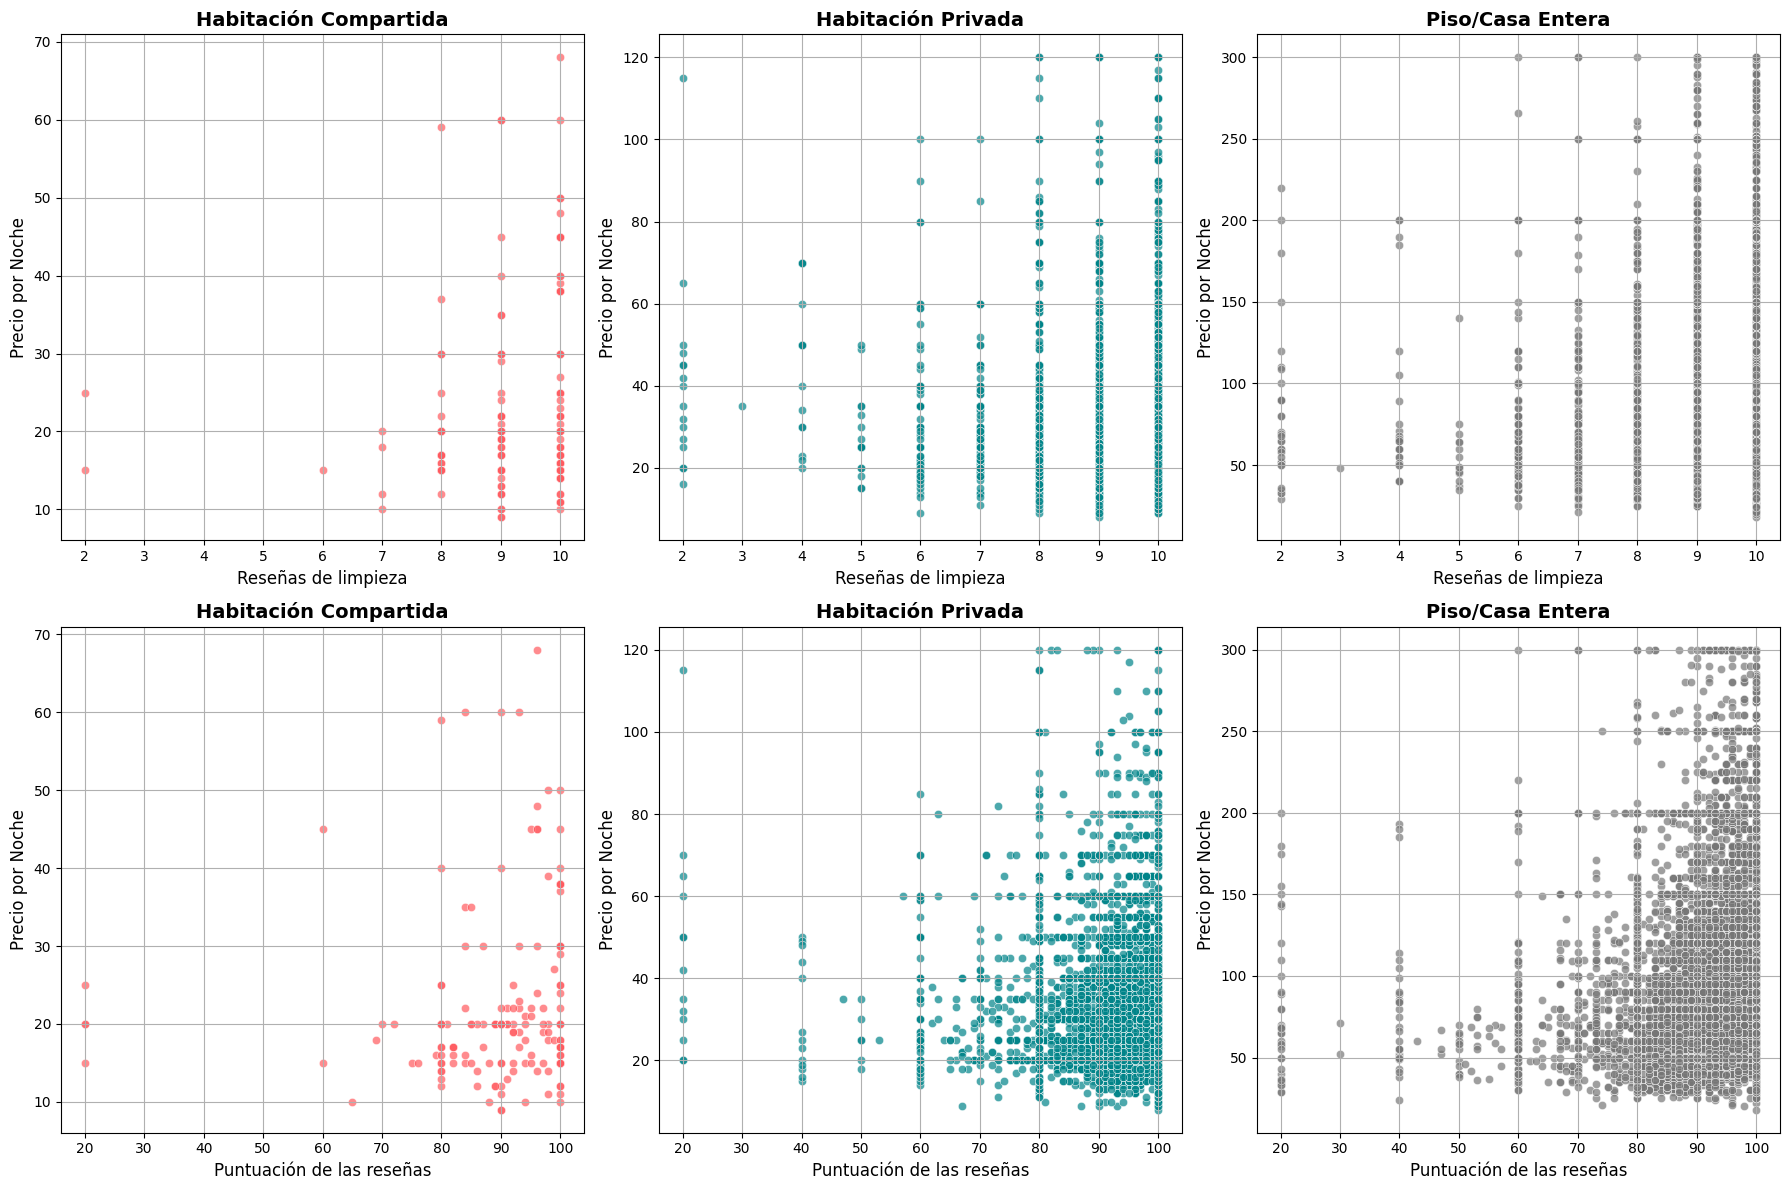 Habitación Compartida
Precio por Noche
70
60
50
40
30
20
10
2 3 4 5 6 7 8 9 10
Reseñas de limpieza
Habitación Privada
Precio por Noche
120
100
80
60
40
20
2 3 4 5 6 7 8 9 10
Reseñas de limpieza
Piso/Casa Entera
Precio por Noche
300
250
200
150
100
50
2 3 4 5 6 7 8 9 10
Reseñas de limpieza
Habitación Compartida
Precio por Noche
70
60
50
40
30
20
10
20 30 40 50 60 70 80 90 100
Puntuación de las reseñas
Habitación Privada
Precio por Noche
120
100
80
60
40
20
20 30 40 50 60 70 80 90 100
Puntuación de las reseñas
Piso/Casa Entera
Precio por Noche
300
250
200
150
100
50
20 30 40 50 60 70 80 90 100
Puntuación de las reseñas